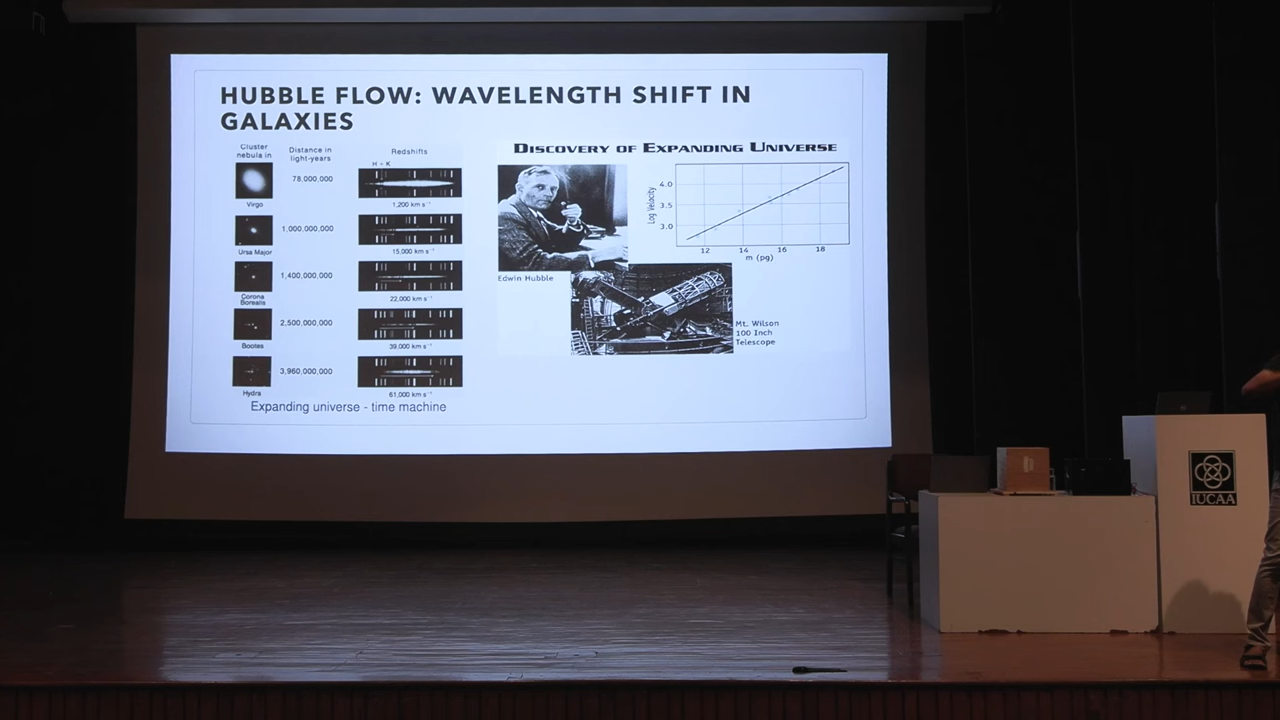 HUBBLE FLOW: WAVELENGTH SHIFT IN
GALAXIES
Cluster
nebula in
Distance in
light-years
Redshifts
H + K
78,000,000
Virgo
1,200 km s⁻¹
1,000,000,000
Ursa Major
15,000 km s⁻¹
1,400,000,000
Corona
Borealis
22,000 km s⁻¹
2,500,000,000
Bootes
39,000 km s⁻¹
3,960,000,000
Hydra
61,000 km s⁻¹
Expanding universe - time machine
DISCOVERY OF EXPANDING UNIVERSE
Edwin Hubble
Log Velocity
4.0
3.5
3.0
12 14 16 18
m (pg)
Mt. Wilson
100 Inch
Telescope
IUCAA